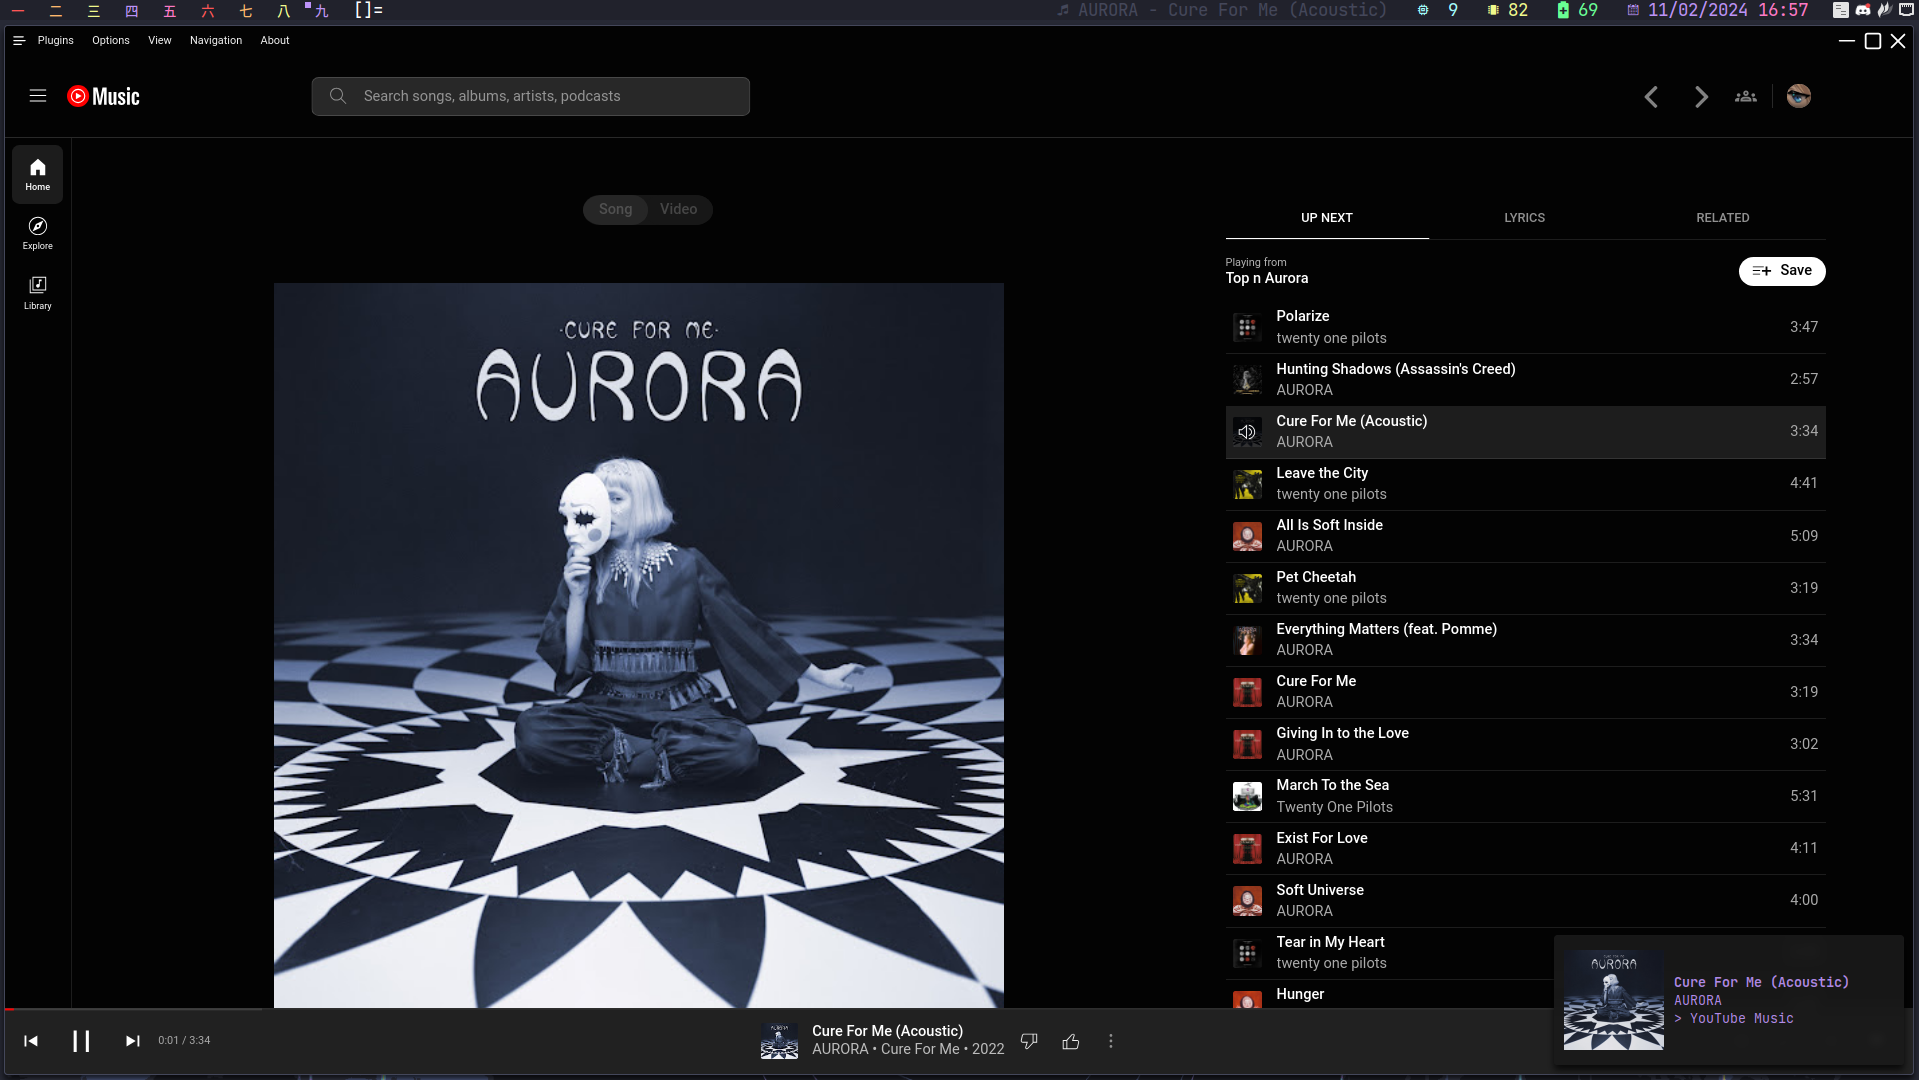 一 二 三 四 五 六 七 八 九 []=
AURORA - Cure For Me (Acoustic) 9 82 69 11/02/2024 16:57
Plugins Options View Navigation About
Music
Search songs, albums, artists, podcasts
Home
Explore
Library
Song Video
·CURE FOR ME·
AURORA
UP NEXT LYRICS RELATED
Playing from
Top n Aurora
Save
Polarize
twenty one pilots
3:47
Hunting Shadows (Assassin's Creed)
AURORA
2:57
Cure For Me (Acoustic)
AURORA
3:34
Leave the City
twenty one pilots
4:41
All Is Soft Inside
AURORA
5:09
Pet Cheetah
twenty one pilots
3:19
Everything Matters (feat. Pomme)
AURORA
3:34
Cure For Me
AURORA
3:19
Giving In to the Love
AURORA
3:02
March To the Sea
Twenty One Pilots
5:31
Exist For Love
AURORA
4:11
Soft Universe
AURORA
4:00
Tear in My Heart
twenty one pilots
Hunger
0:01 / 3:34
Cure For Me (Acoustic)
AURORA • Cure For Me • 2022
AURORA
Cure For Me (Acoustic)
AURORA
> YouTube Music